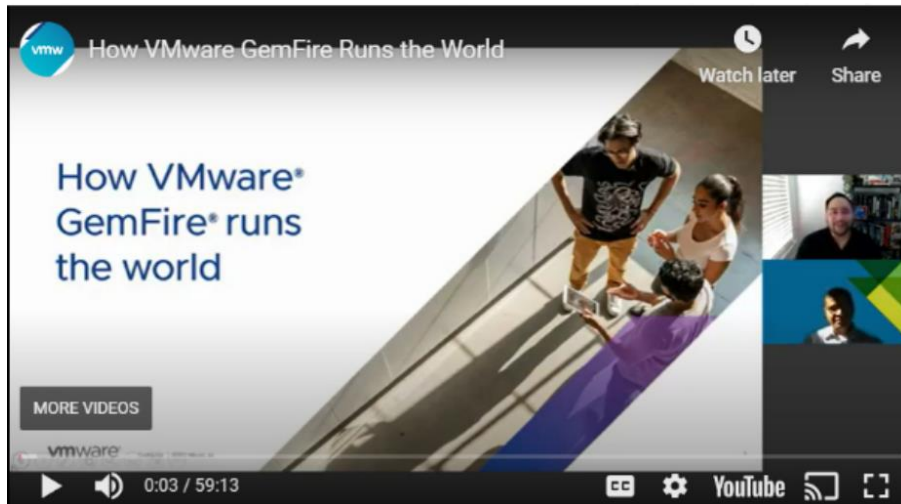 vmw
How VMware GemFire Runs the World
Watch later
Share
How VMware®
GemFire® runs
the world
MORE VIDEOS
vmware
0:03 / 59:13
CC
YouTube